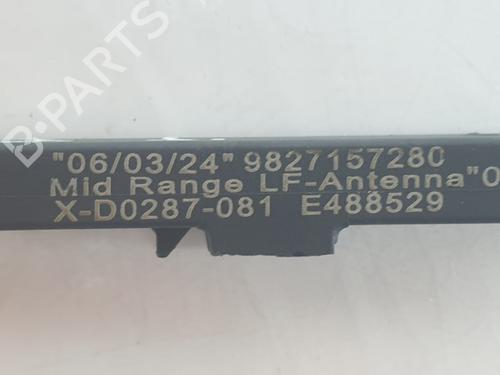 B-PARTS
"06/03/24" 9827157280
Mid Range LF-Antenna"0
X-D0287-081 E488529